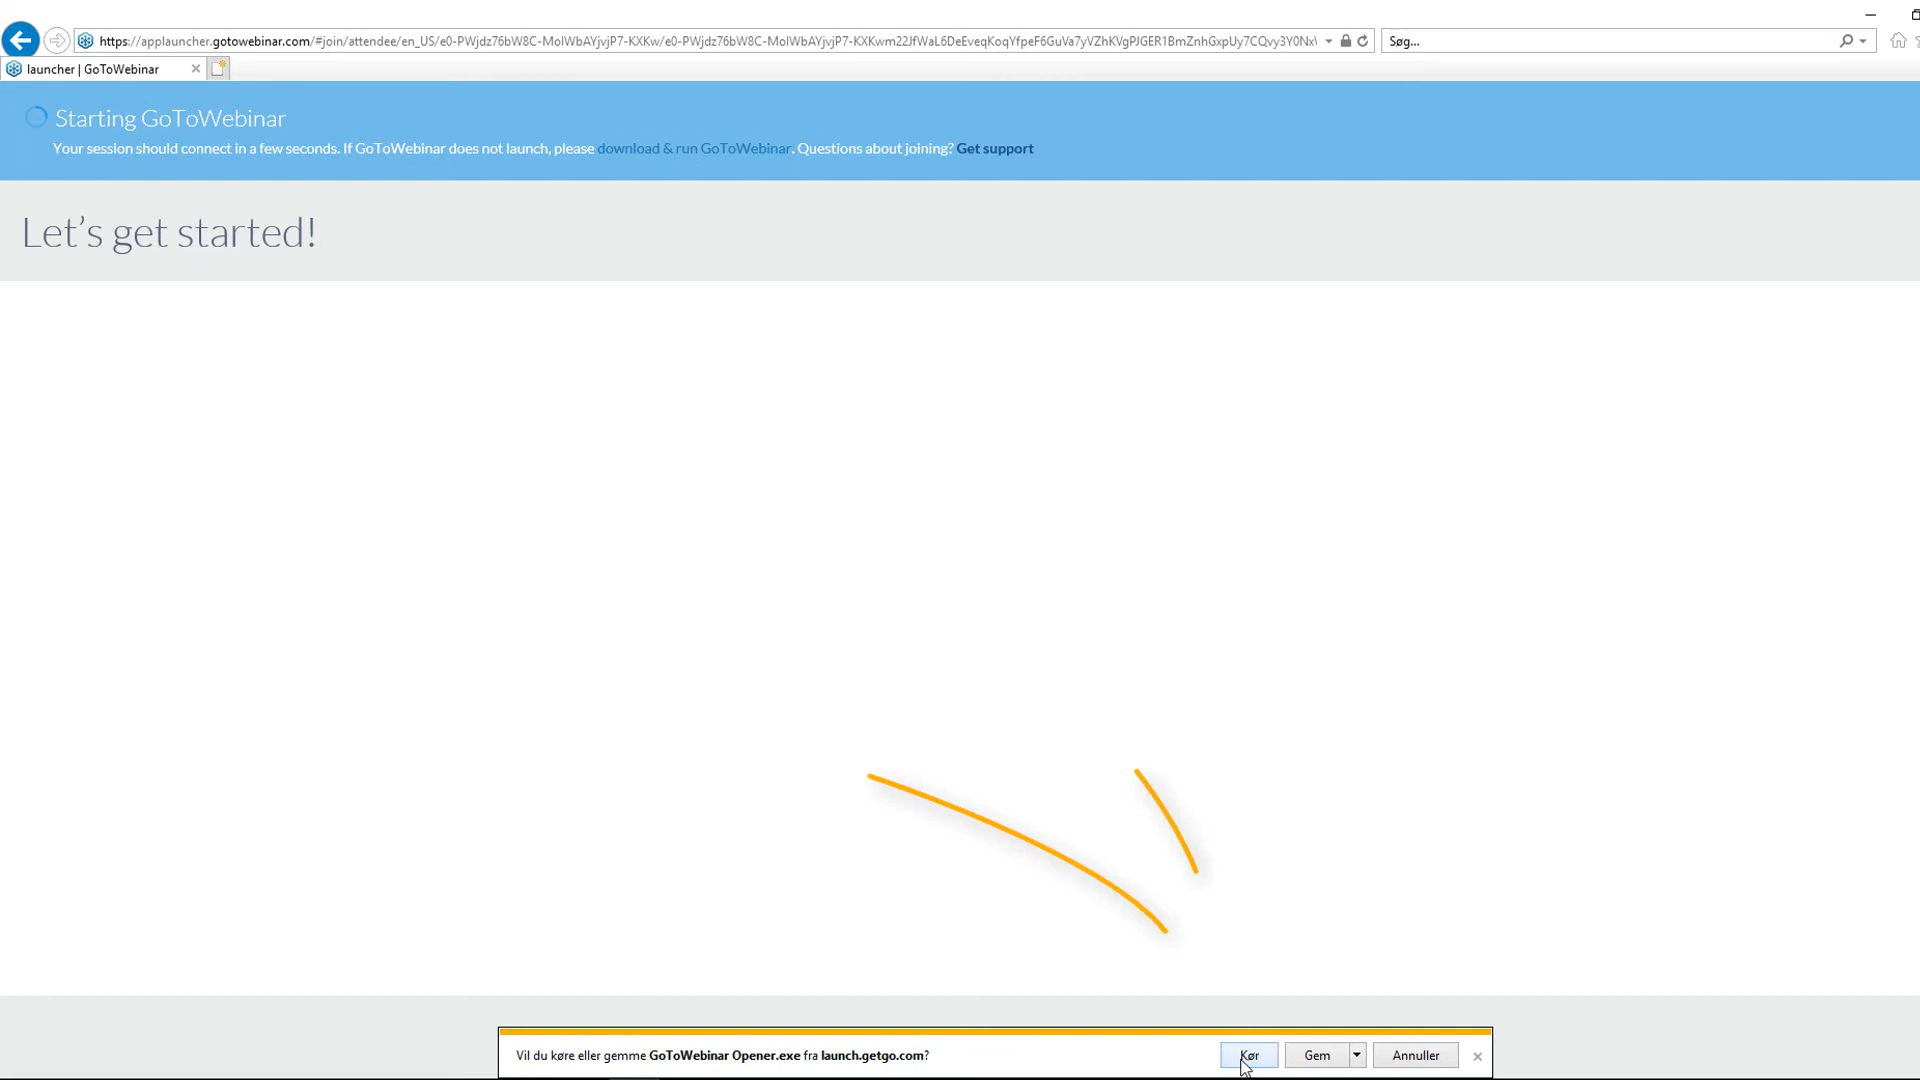 https://applauncher.gotowebinar.com/#join/attendee/en_US/e0-PWjdz76bW8C-MolWbAYjvjP7-KXKw/e0-PWjdz76bW8C-MolWbAYjvjP7-KXKwm22JfWaL6DeEveqKoqYfpeF6GuVa7yVZhKVgPJGER1BmZnhGxpUy7CQvy3Y0Nx
Søg...
launcher | GoToWebinar
Starting GoToWebinar
Your session should connect in a few seconds. If GoToWebinar does not launch, please download & run GoToWebinar. Questions about joining? Get support
Let's get started!
Vil du køre eller gemme GoToWebinar Opener.exe fra launch.getgo.com?
Kør
Gem
Annuller